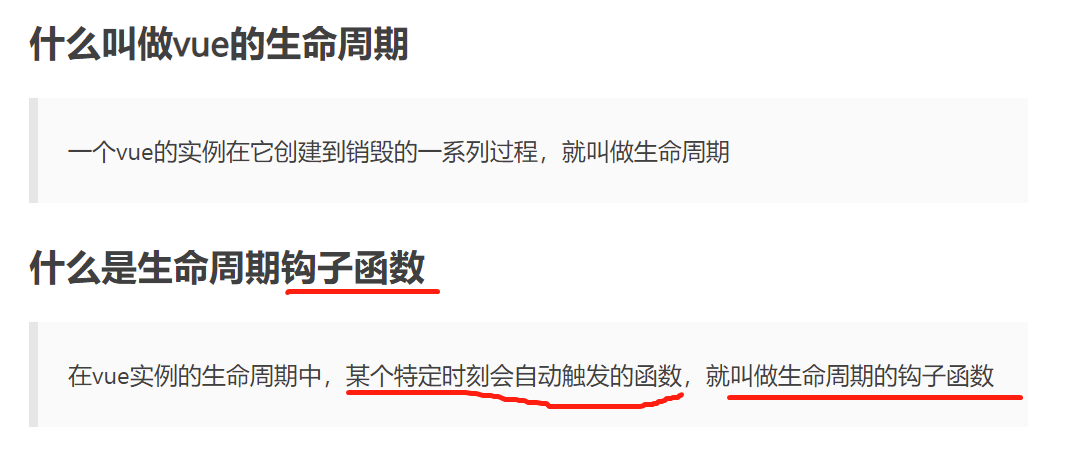 什么叫做vue的生命周期
一个vue的实例在它创建到销毁的一系列过程，就叫做生命周期
什么是生命周期钩子函数
在vue实例的生命周期中，某个特定时刻会自动触发的函数，就叫做生命周期的钩子函数